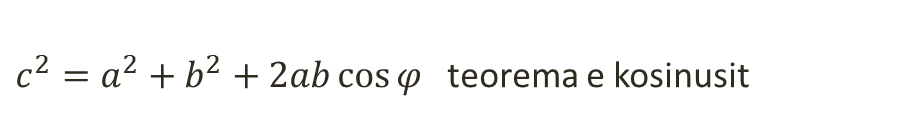 c² = a² + b² + 2ab cos φ teorema e kosinusit